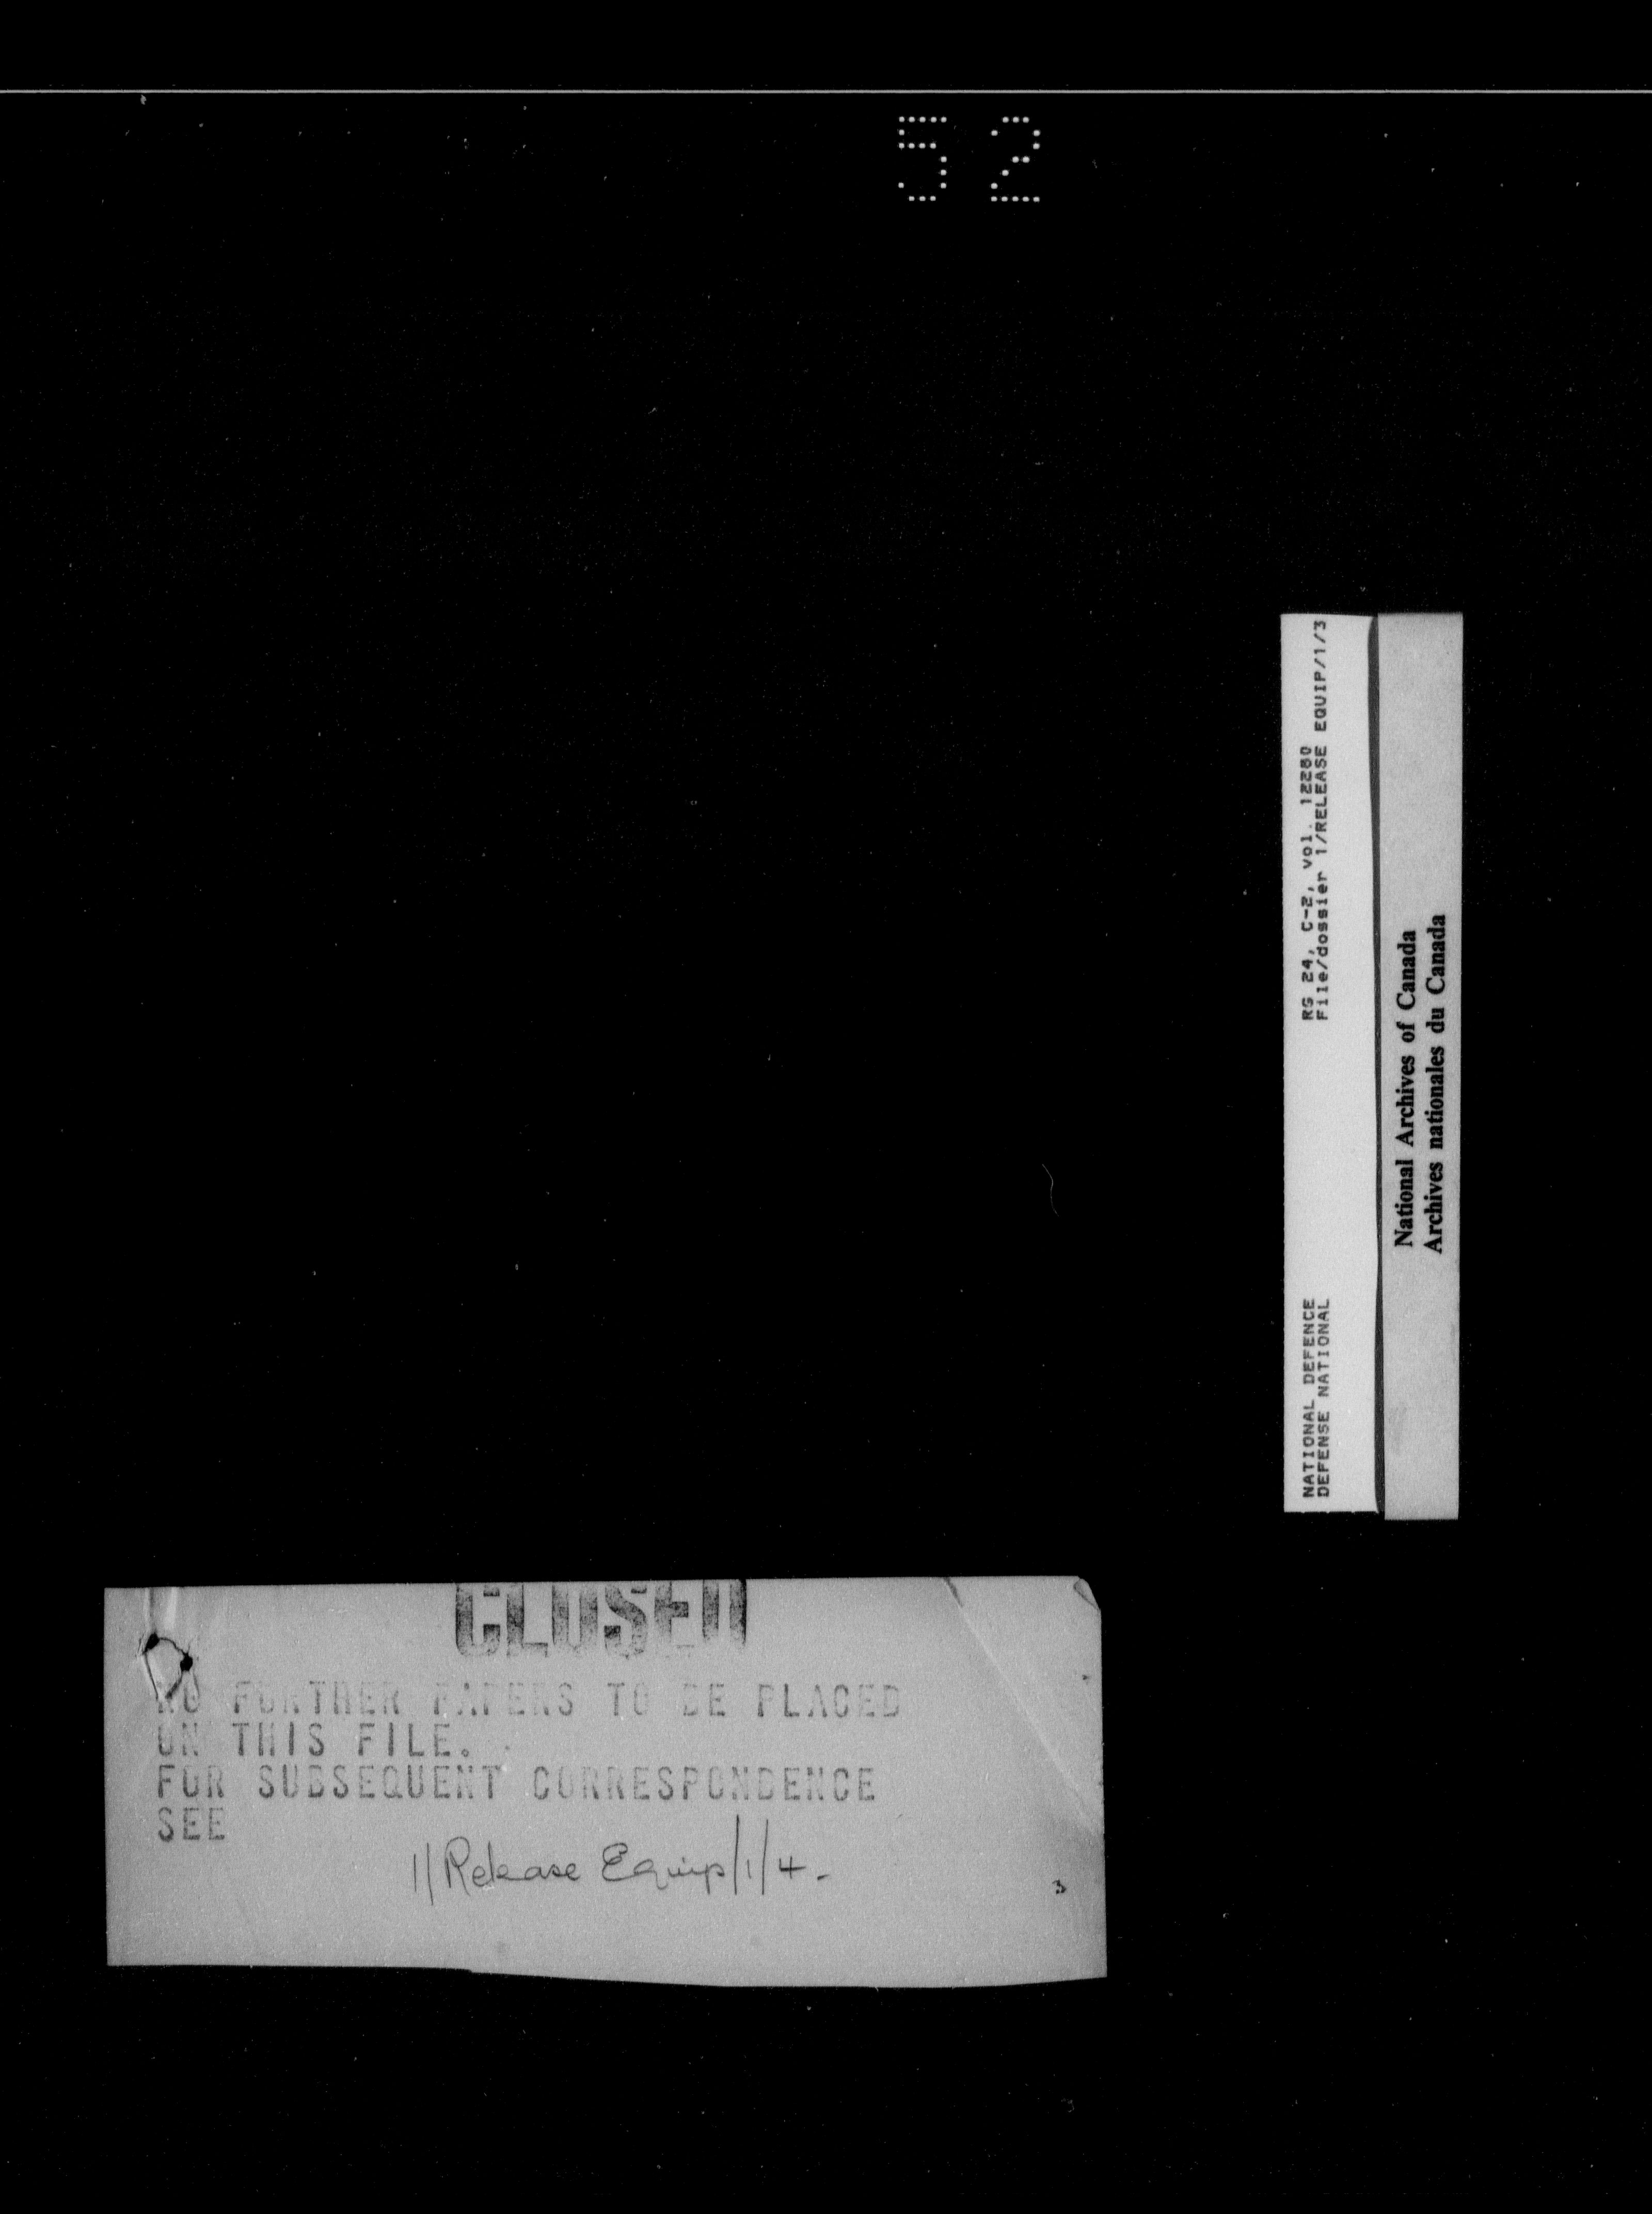 52
NATIONAL DEFENCE
DEFENSE NATIONAL
RG 24, C-2, vol. 12280
File/dossier 1/RELEASE EQUIP/1/3
National Archives of Canada
Archives nationales du Canada
CLOSED
NO FURTHER PAPERS TO BE PLACED
ON THIS FILE.
FOR SUBSEQUENT CORRESPONDENCE
SEE
1/Release Equip/1/4.